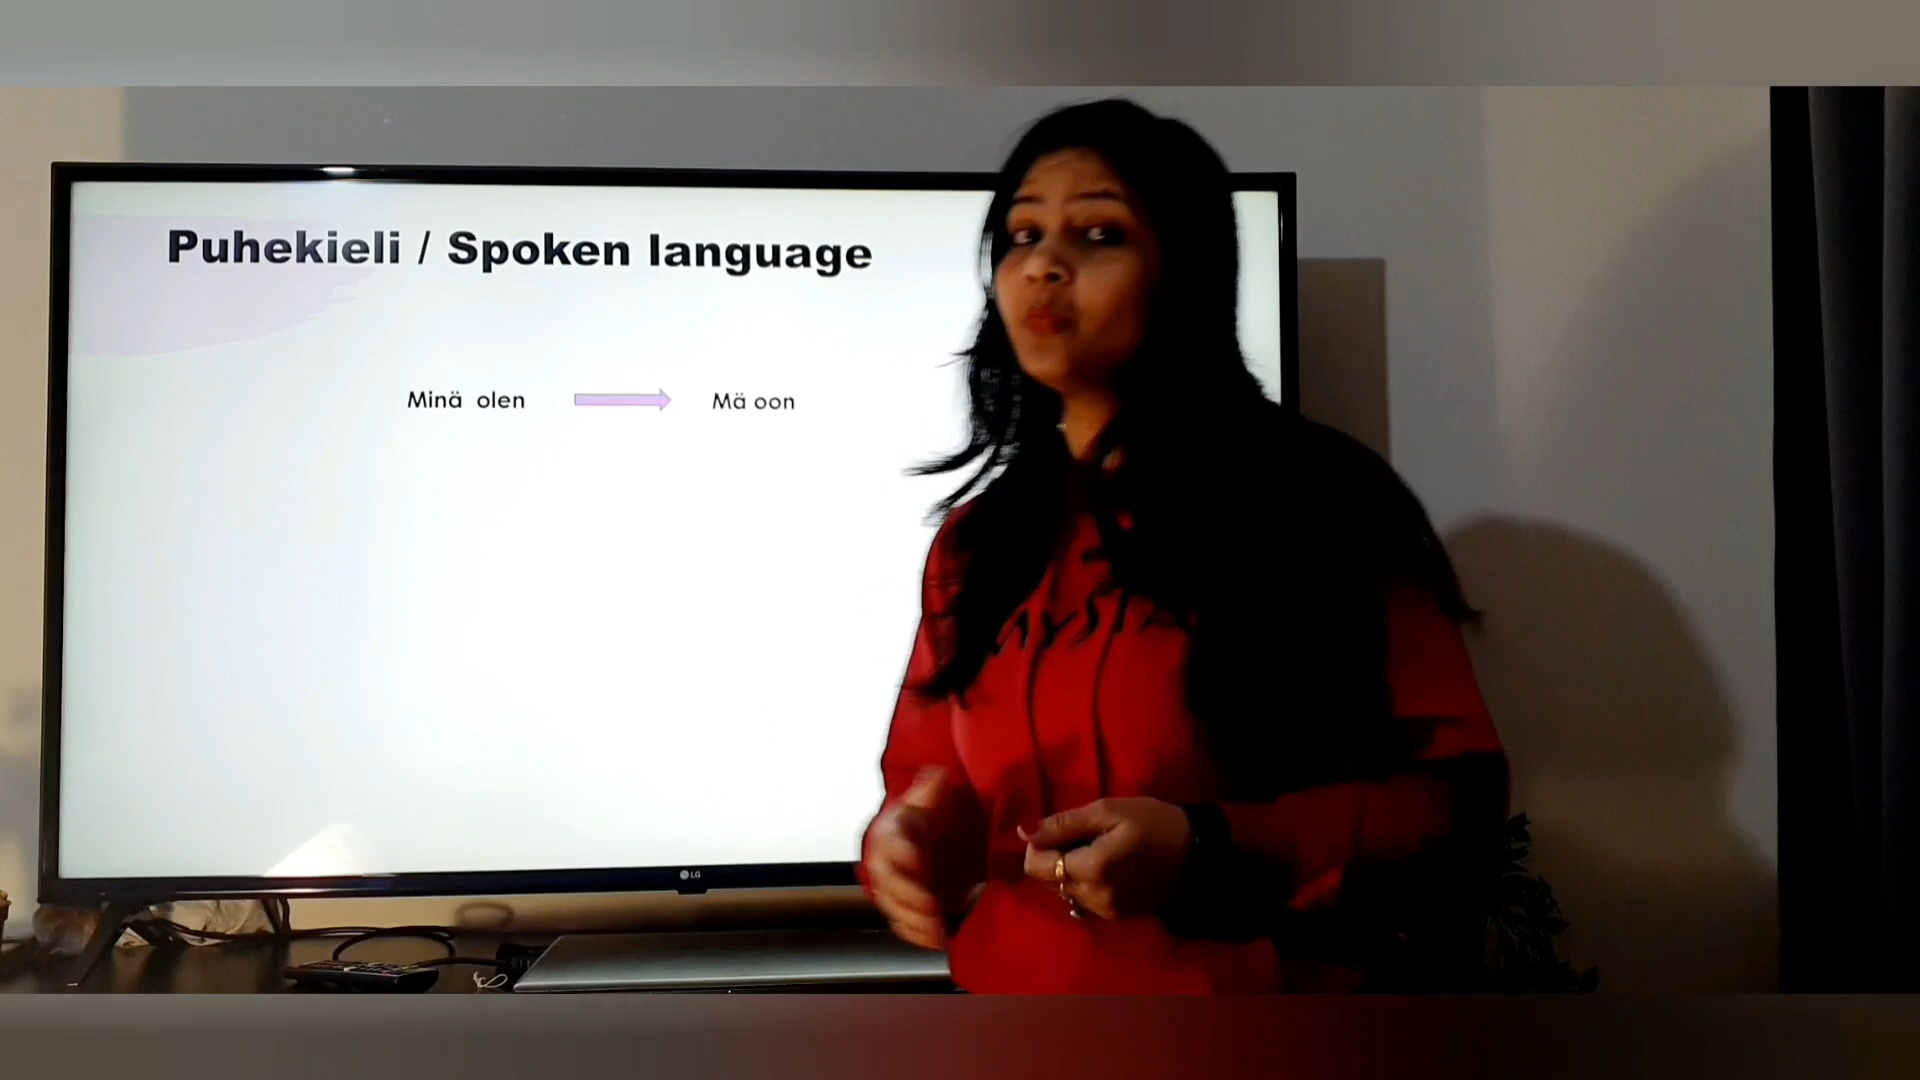 Puhekieli / Spoken language
Minä olen
Mä oon
LG